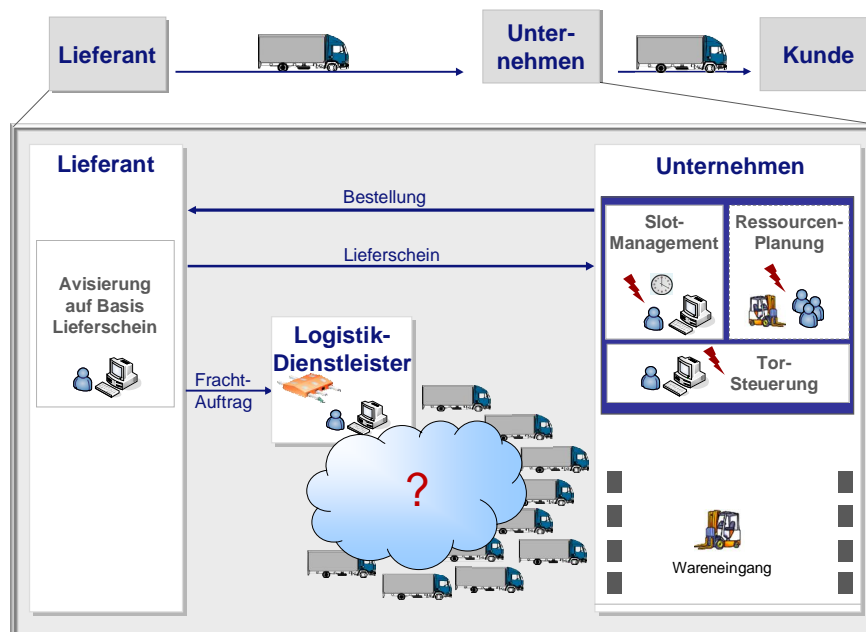 Lieferant
Unter-
nehmen
Kunde
Lieferant
Unternehmen
Bestellung
Slot-
Management
Ressourcen-
Planung
Lieferschein
Avisierung
auf Basis
Lieferschein
Logistik-
Dienstleister
Tor-
Steuerung
Fracht-
Auftrag
?
Wareneingang